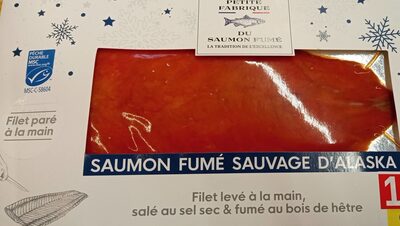 PETITE
FABRIQUE
DU
SAUMON FUMÉ
LA TRADITION DE L'EXCELLENCE
PÊCHE
DURABLE
MSC
MSC-C-58604
Filet paré
à la main
SAUMON FUMÉ SAUVAGE D'ALASKA
Filet levé à la main,
salé au sel sec & fumé au bois de hêtre
1